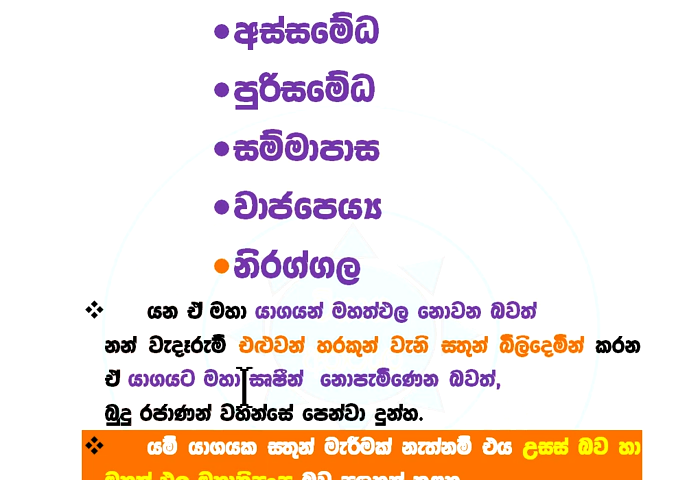 •අස්සමේධ
•පුරිසමේධ
•සම්මාපාස
•වාජපෙය්‍ය
•නිරග්ගල
❖ යන ඒ මහා යාගයන් මහත්ඵල නොවන බවත්
නන් වැදෑරුම් එළුවන් හරකුන් වැනි සතුන් බිලිදෙමින් කරන
ඒ යාගයට මහා ඍෂීන් නොපැමිණෙන බවත්,
බුදු රජාණන් වහන්සේ පෙන්වා දුන්හ.
❖ යම් යාගයක සතුන් මැරීමක් නැත්නම් එය උසස් බව හා